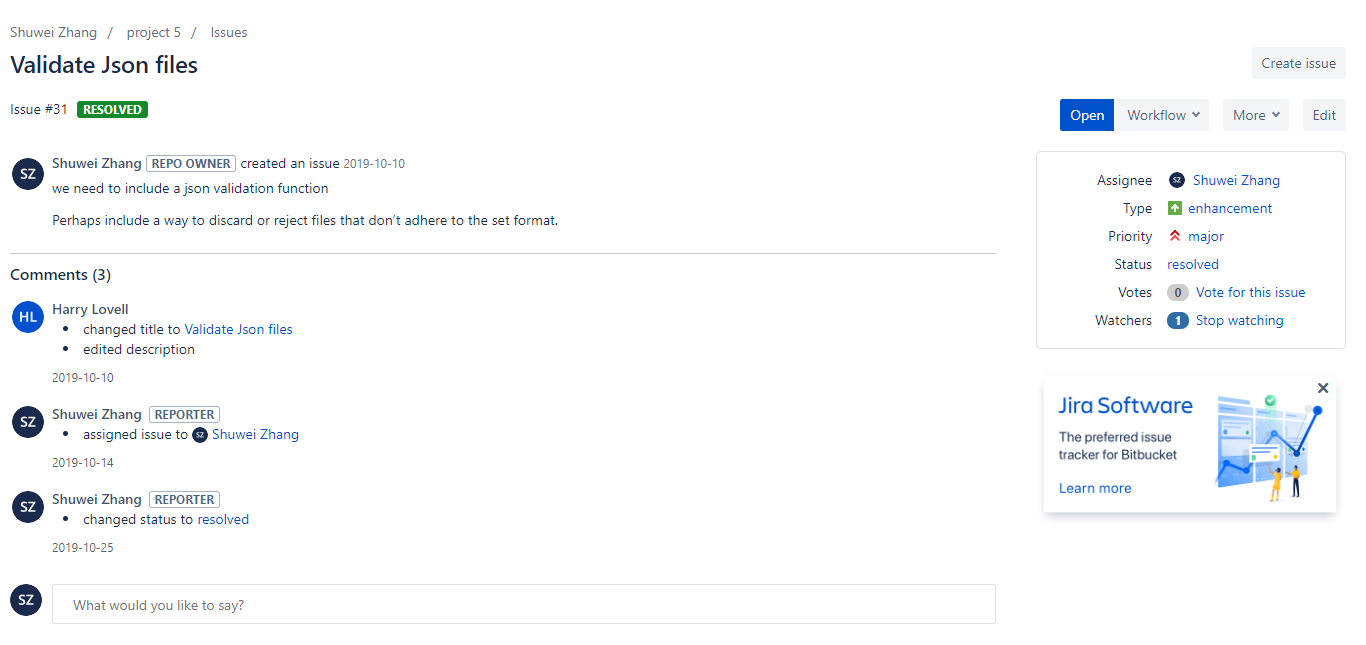 Shuwei Zhang / project 5 / Issues
Validate Json files
Create issue
Issue #31 RESOLVED
Open Workflow More Edit
SZ Shuwei Zhang REPO OWNER created an issue 2019-10-10
we need to include a json validation function
Perhaps include a way to discard or reject files that don’t adhere to the set format.
Assignee SZ Shuwei Zhang
Type enhancement
Priority major
Status resolved
Votes 0 Vote for this issue
Watchers 1 Stop watching
Comments (3)
HL Harry Lovell
• changed title to Validate Json files
• edited description
2019-10-10
SZ Shuwei Zhang REPORTER
• assigned issue to SZ Shuwei Zhang
2019-10-14
SZ Shuwei Zhang REPORTER
• changed status to resolved
2019-10-25
SZ What would you like to say?
Jira Software
The preferred issue
tracker for Bitbucket
Learn more